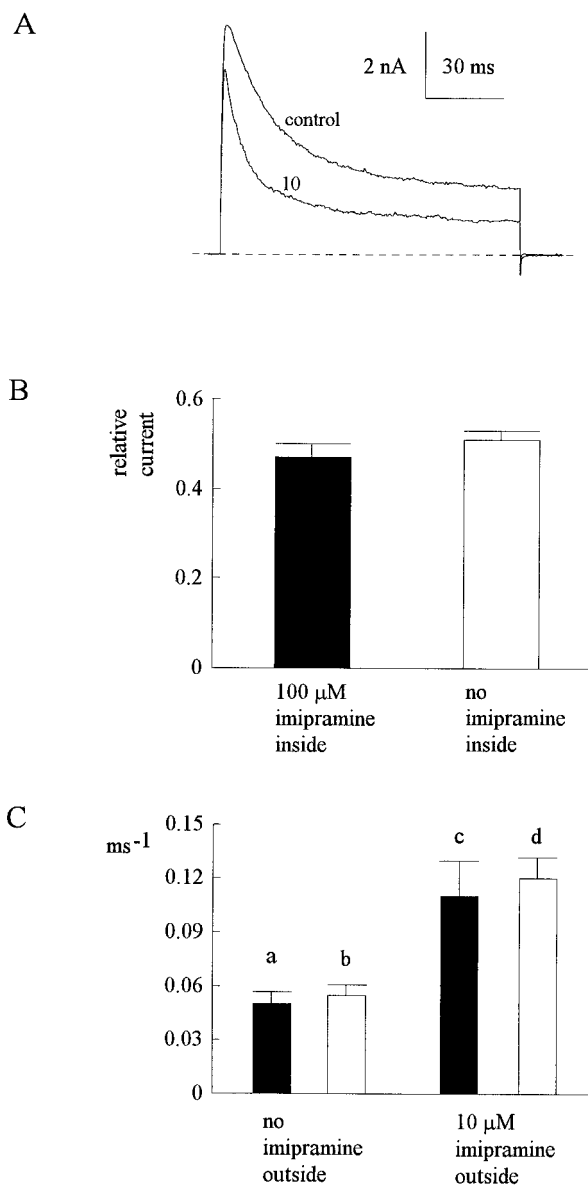 A
2 nA
30 ms
control
10
B
relative
current
0.6
0.4
0.2
0
100 μM
imipramine
inside
no
imipramine
inside
C
ms-1
0.15
0.12
0.09
0.06
0.03
0
a
b
c
d
no
imipramine
outside
10 μM
imipramine
outside